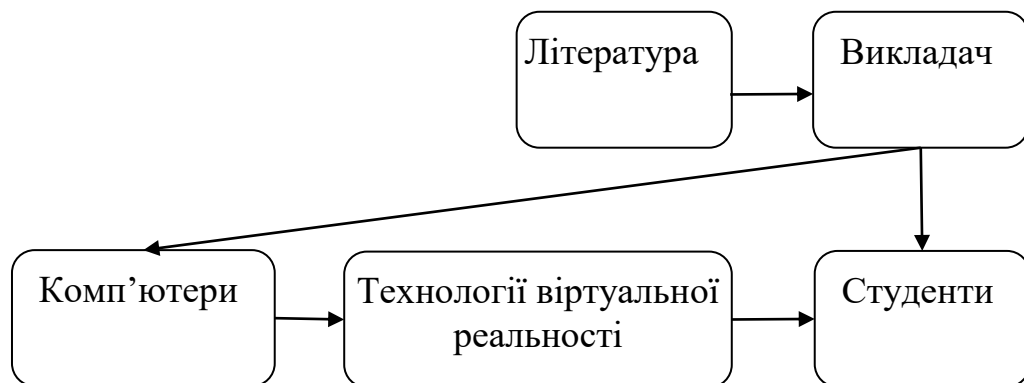 Література
Викладач
Комп’ютери
Технології віртуальної
реальності
Студенти